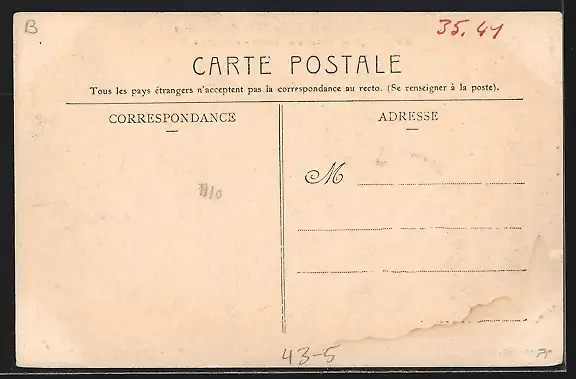 B
35.41
CARTE POSTALE
Tous les pays étrangers n'acceptent pas la correspondance au recto. (Se renseigner à la poste).
CORRESPONDANCE
ADRESSE
M
43-5